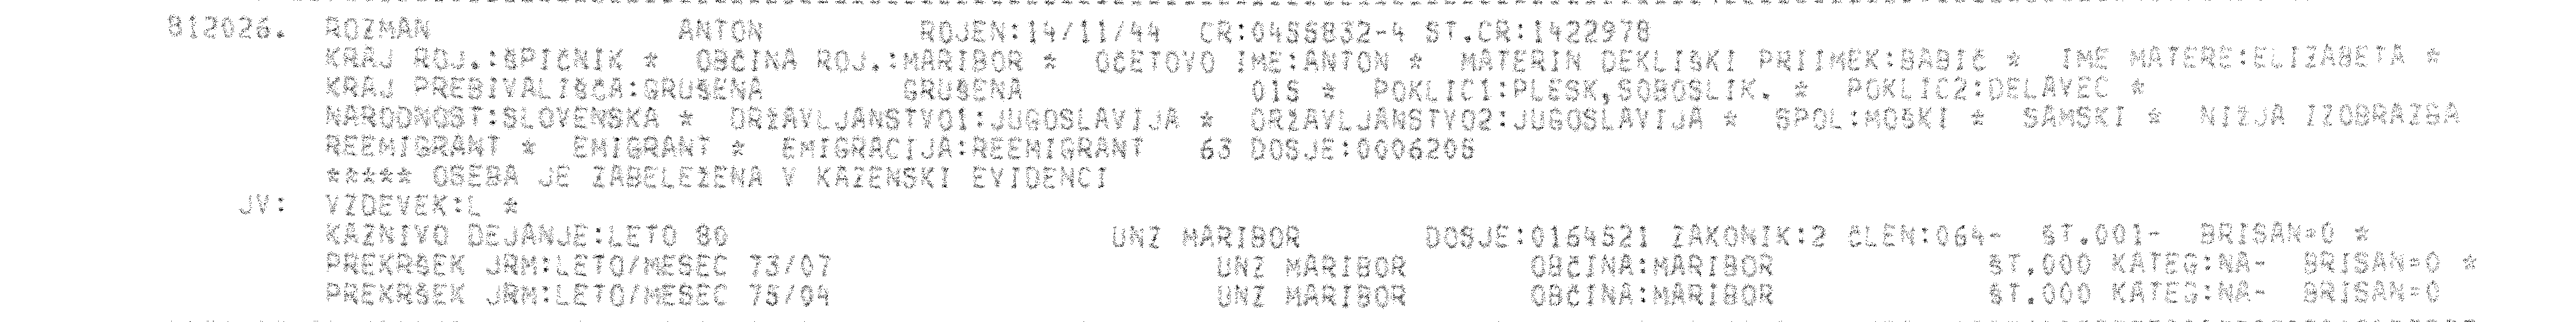 812026. ROZMAN ANTON ROJEN:14/11/44 CR:0455832-4 ST.CR:1422978
KRAJ ROJ.:ŠPIČNIK * OBČINA ROJ.:MARIBOR * OČETOVO IME:ANTON * MATERIN DEKLIŠKI PRIIMEK:BABIČ * IME MATERE:ELIZABETA *
KRAJ PREBIVALIŠČA:GRUŠENA GRUŠENA 015 * POKLIC1:PLESK,SOBOSLIK. * POKLIC2:DELAVEC *
NARODNOST:SLOVENSKA * DRŽAVLJANSTVO1:JUGOSLAVIJA * DRŽAVLJANSTVO2:JUGOSLAVIJA * SPOL:MOŠKI * SAMSKI * NIŽJA IZOBRAZBA
REEMIGRANT * EMIGRANT * EMIGRACIJA:REEMIGRANT 63 DOSJE:0006205
***** OSEBA JE ZABELEŽENA V KAZENSKI EVIDENCI
JV: VZDEVEK:L *
KAZNIVO DEJANJE:LETO 80 UNZ MARIBOR DOSJE:0164521 ZAKONIK:2 ČLEN:064- ŠT.001- BRISAN=0 *
PREKRŠEK JRM:LETO/MESEC 73/07 UNZ MARIBOR OBČINA:MARIBOR ŠT.000 KATEG:NA- BRISAN=0 *
PREKRŠEK JRM:LETO/MESEC 75/04 UNZ MARIBOR OBČINA:MARIBOR ŠT.000 KATEG:NA- BRISAN=0